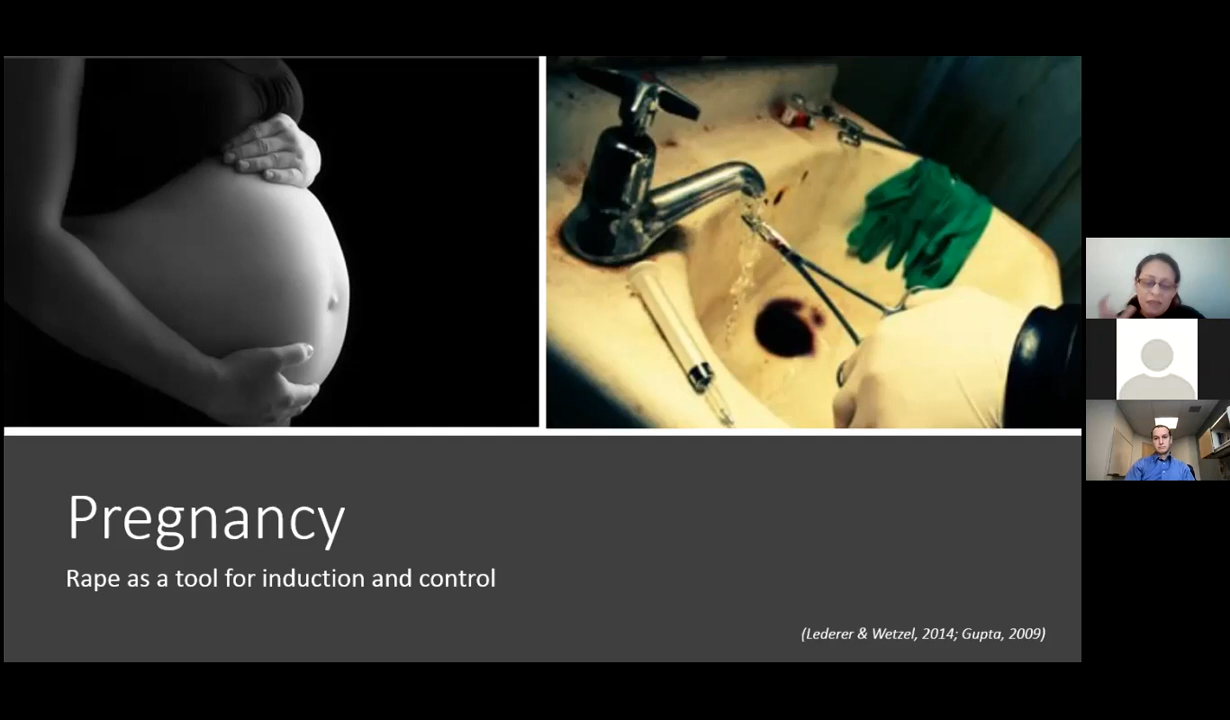 Pregnancy
Rape as a tool for induction and control
(Lederer & Wetzel, 2014; Gupta, 2009)